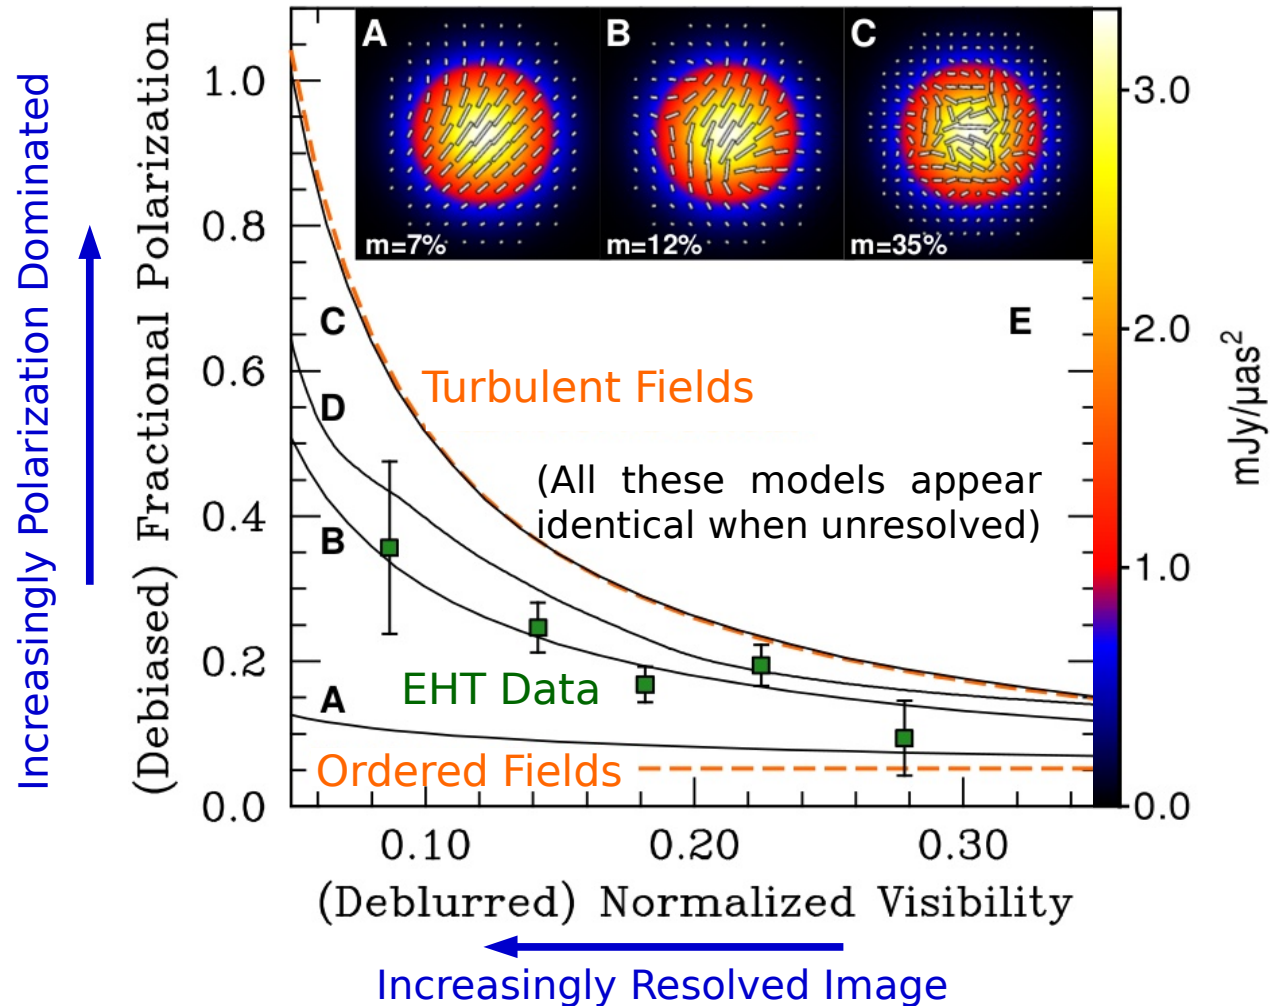 Increasingly Polarization Dominated
(Debiased) Fractional Polarization
1.0
0.8
0.6
0.4
0.2
0.0
A
m=7%
B
m=12%
C
m=35%
C
D
B
A
E
Turbulent Fields
(All these models appear
identical when unresolved)
EHT Data
Ordered Fields
3.0
2.0
1.0
0.0
mJy/μas²
0.10
0.20
0.30
(Deblurred) Normalized Visibility
Increasingly Resolved Image